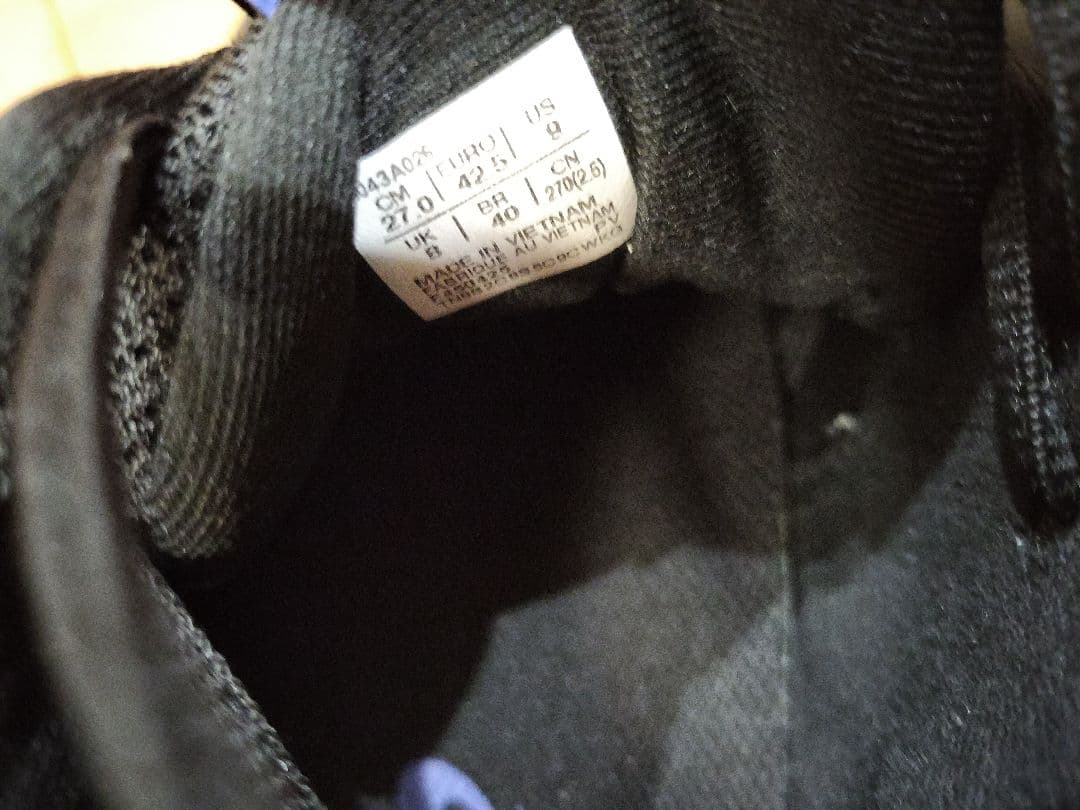 CM EURO US
27.0 42.5 9
UK BR CN
8 40 270(2.5)
MADE IN VIETNAM
FABRIQUE AU VIETNAM